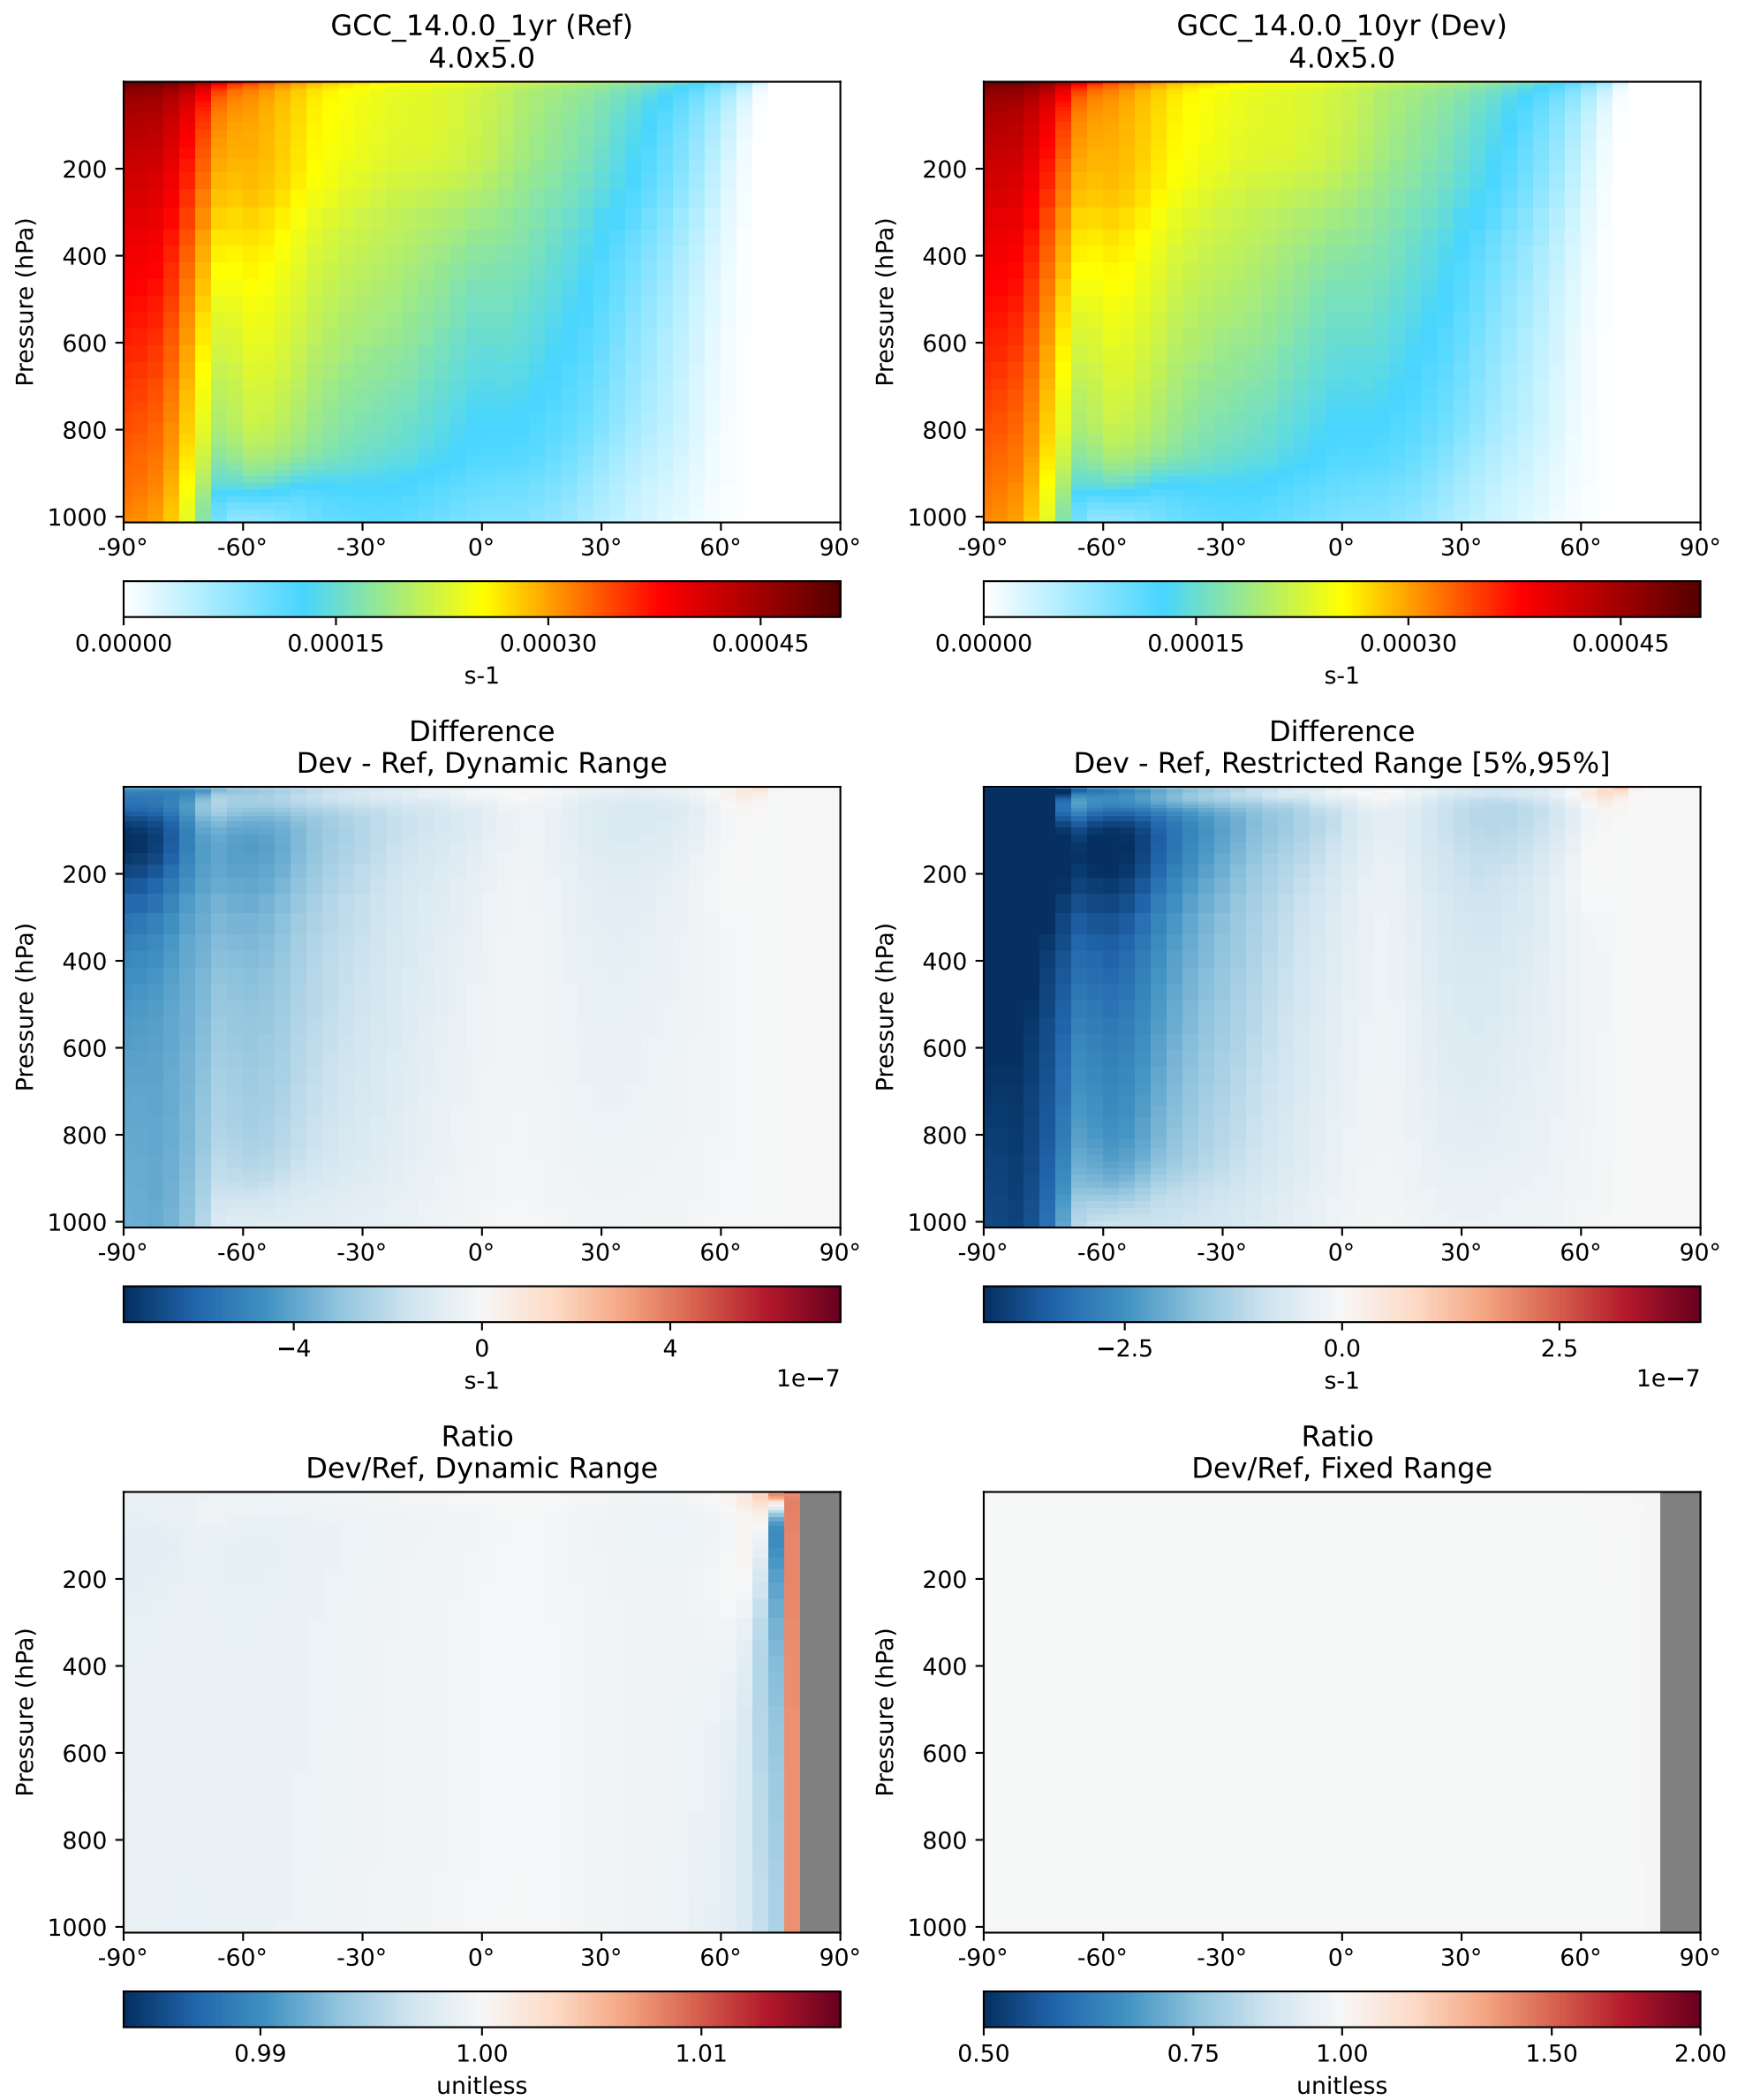 GCC_14.0.0_1yr (Ref)
4.0x5.0
Pressure (hPa)
200
400
600
800
1000
-90° -60° -30° 0° 30° 60° 90°
0.00000 0.00015 0.00030 0.00045
s-1
GCC_14.0.0_10yr (Dev)
4.0x5.0
Pressure (hPa)
200
400
600
800
1000
-90° -60° -30° 0° 30° 60° 90°
0.00000 0.00015 0.00030 0.00045
s-1
Difference
Dev - Ref, Dynamic Range
Pressure (hPa)
200
400
600
800
1000
-90° -60° -30° 0° 30° 60° 90°
−4 0 4
s-1
1e−7
Difference
Dev - Ref, Restricted Range [5%,95%]
Pressure (hPa)
200
400
600
800
1000
-90° -60° -30° 0° 30° 60° 90°
−2.5 0.0 2.5
s-1
1e−7
Ratio
Dev/Ref, Dynamic Range
Pressure (hPa)
200
400
600
800
1000
-90° -60° -30° 0° 30° 60° 90°
0.99 1.00 1.01
unitless
Ratio
Dev/Ref, Fixed Range
Pressure (hPa)
200
400
600
800
1000
-90° -60° -30° 0° 30° 60° 90°
0.50 0.75 1.00 1.50 2.00
unitless